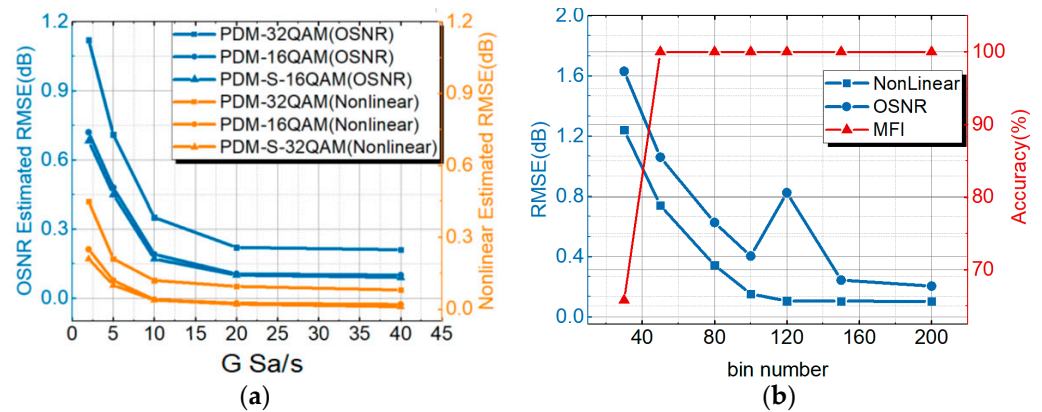 1.2
0.9
0.6
0.3
0.0
OSNR Estimated RMSE(dB)
PDM-32QAM(OSNR)
PDM-16QAM(OSNR)
PDM-S-16QAM(OSNR)
PDM-32QAM(Nonlinear)
PDM-16QAM(Nonlinear)
PDM-S-32QAM(Nonlinear)
1.2
0.9
0.6
0.3
0.0
Nonlinear Estimated RMSE(dB)
0 5 10 15 20 25 30 35 40 45
G Sa/s
(a)
2.0
1.6
1.2
0.8
0.4
0.0
RMSE(dB)
NonLinear
OSNR
MFI
100
90
80
70
Accuracy(%)
40 80 120 160 200
bin number
(b)